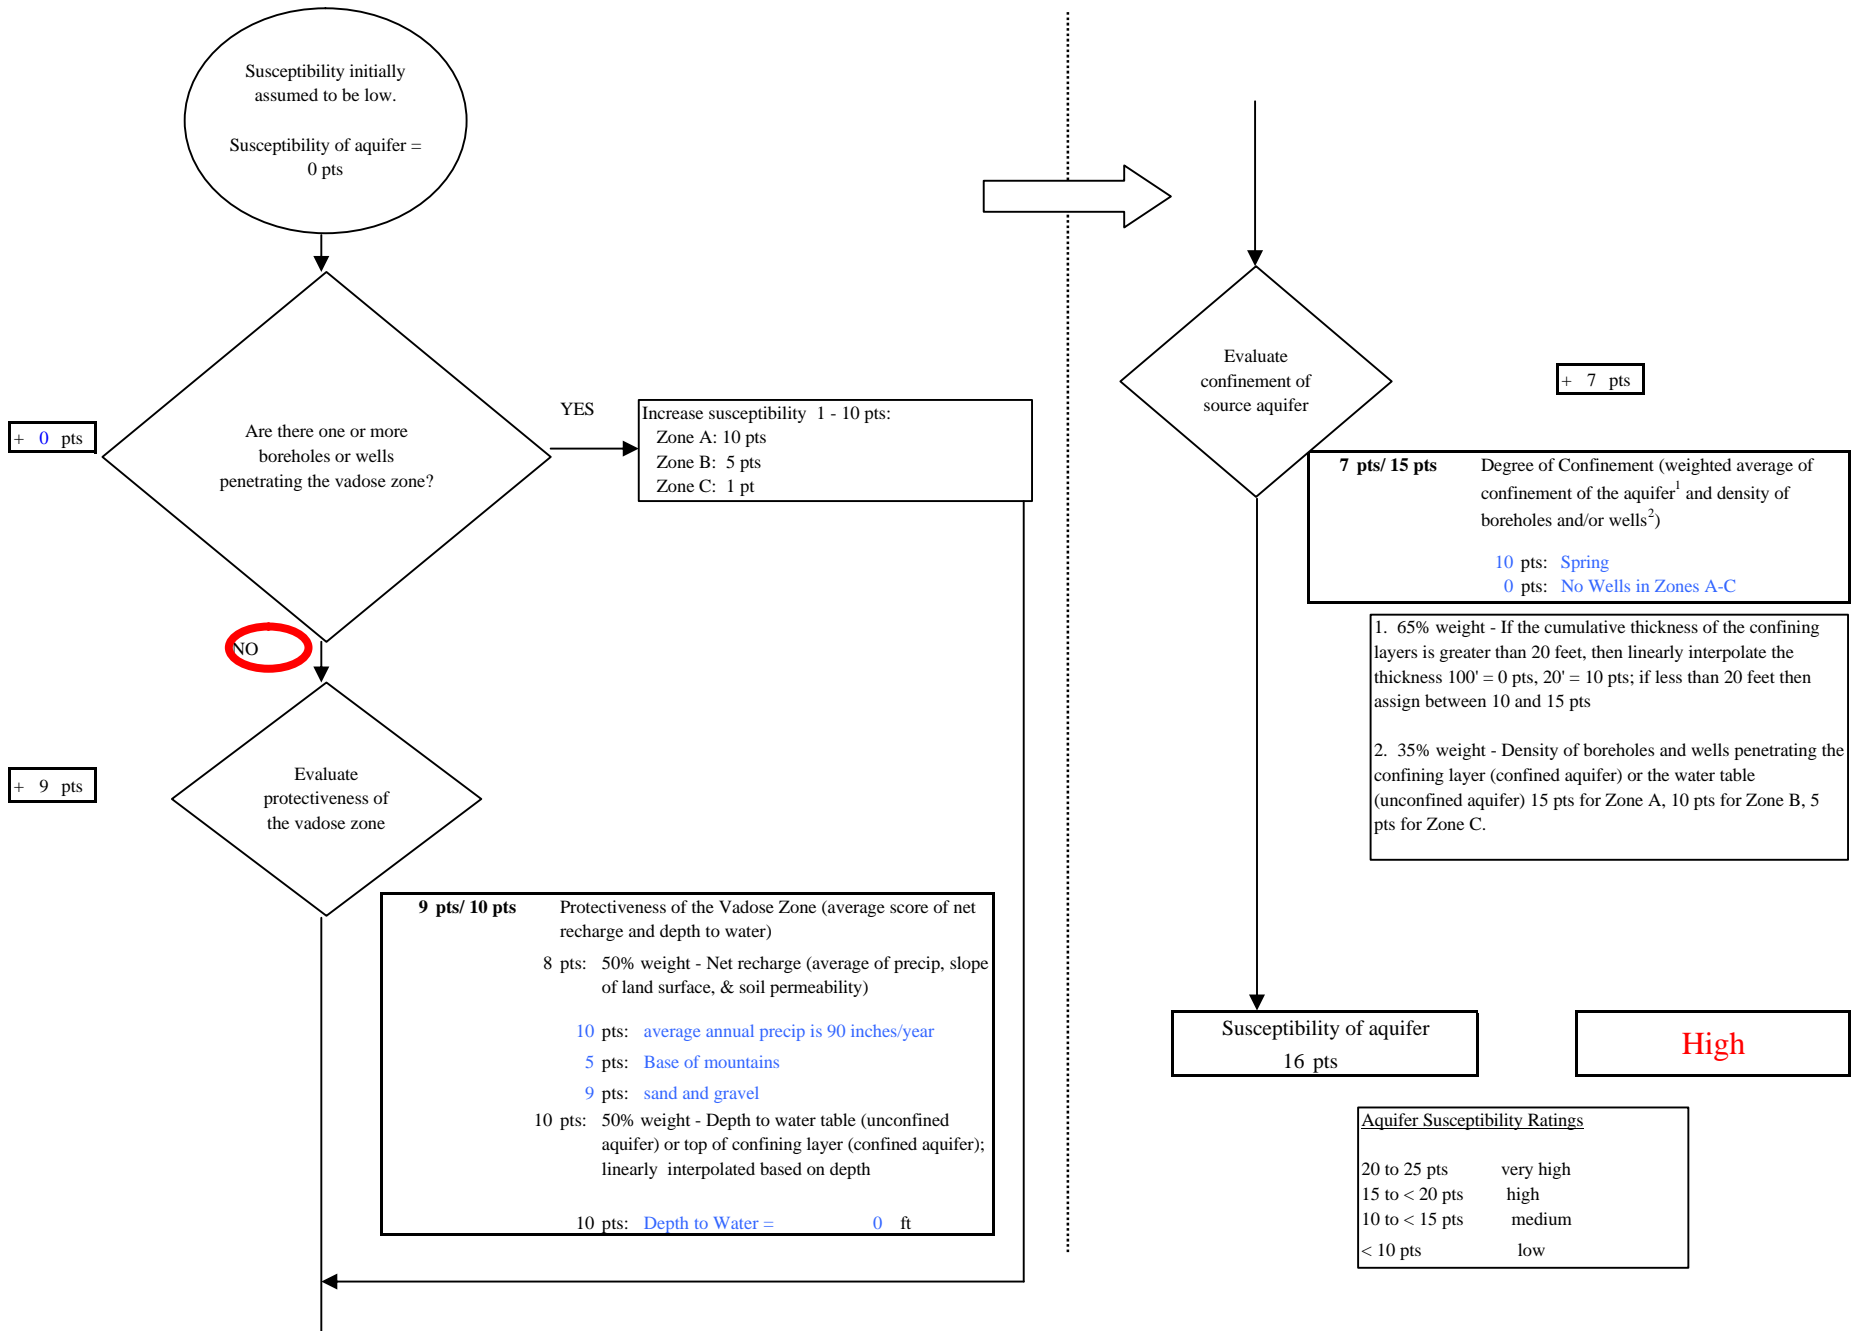 Susceptibility initially
assumed to be low.
Susceptibility of aquifer =
0 pts
+ 0 pts
Are there one or more
boreholes or wells
penetrating the vadose zone?
YES
Increase susceptibility 1 - 10 pts:
Zone A: 10 pts
Zone B: 5 pts
Zone C: 1 pt
NO
+ 9 pts
Evaluate
protectiveness of
the vadose zone
9 pts/ 10 pts Protectiveness of the Vadose Zone (average score of net
recharge and depth to water)
8 pts: 50% weight - Net recharge (average of precip, slope
of land surface, & soil permeability)
10 pts: average annual precip is 90 inches/year
5 pts: Base of mountains
9 pts: sand and gravel
10 pts: 50% weight - Depth to water table (unconfined
aquifer) or top of confining layer (confined aquifer);
linearly interpolated based on depth
10 pts: Depth to Water = 0 ft
Evaluate
confinement of
source aquifer
+ 7 pts
7 pts/ 15 pts Degree of Confinement (weighted average of
confinement of the aquifer1 and density of
boreholes and/or wells2)
10 pts: Spring
0 pts: No Wells in Zones A-C
1. 65% weight - If the cumulative thickness of the confining
layers is greater than 20 feet, then linearly interpolate the
thickness 100' = 0 pts, 20' = 10 pts; if less than 20 feet then
assign between 10 and 15 pts
2. 35% weight - Density of boreholes and wells penetrating the
confining layer (confined aquifer) or the water table
(unconfined aquifer) 15 pts for Zone A, 10 pts for Zone B, 5
pts for Zone C.
Susceptibility of aquifer
16 pts
High
Aquifer Susceptibility Ratings
20 to 25 pts very high
15 to < 20 pts high
10 to < 15 pts medium
< 10 pts low